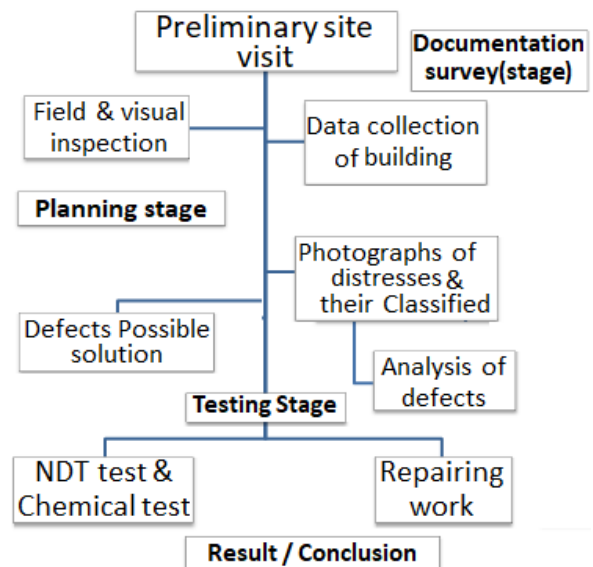 Preliminary site
visit
Documentation
survey(stage)
Field & visual
inspection
Data collection
of building
Planning stage
Photographs of
distresses &
their Classified
Defects Possible
solution
Analysis of
defects
Testing Stage
NDT test &
Chemical test
Repairing
work
Result / Conclusion